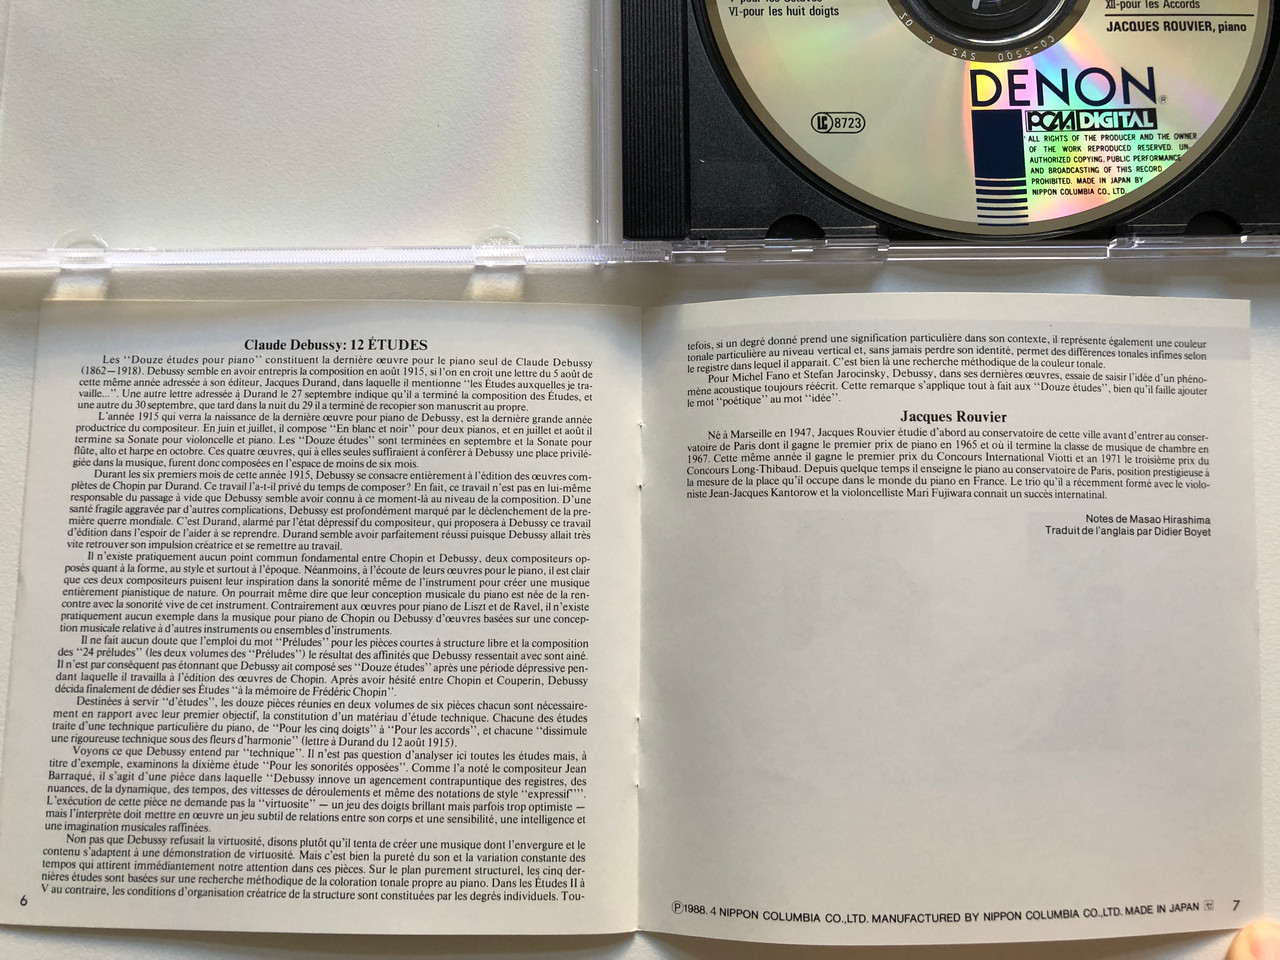 VI-pour les huit doigts
XII-pour les Accords
JACQUES ROUVIER, piano
DENON®
PCM DIGITAL
LC 8723
ALL RIGHTS OF THE PRODUCER AND THE OWNER
OF THE WORK REPRODUCED RESERVED. UN-
AUTHORIZED COPYING, PUBLIC PERFORMANCE
AND BROADCASTING OF THIS RECORD
PROHIBITED. MADE IN JAPAN BY
NIPPON COLUMBIA CO., LTD.
Claude Debussy: 12 ÉTUDES
Les “Douze études pour piano” constituent la dernière œuvre pour le piano seul de Claude Debussy
(1862—1918). Debussy semble en avoir entrepris la composition en août 1915, si l'on en croit une lettre du 5 août de
cette même année adressée à son éditeur, Jacques Durand, dans laquelle il mentionne “les Études auxquelles je tra-
vaille...”. Une autre lettre adressée à Durand le 27 septembre indique qu'il a terminé la composition des Études, et
une autre du 30 septembre, que tard dans la nuit du 29 il a terminé de recopier son manuscrit au propre.
L'année 1915 qui verra la naissance de la dernière œuvre pour piano de Debussy, est la dernière grande année
productrice du compositeur. En juin et juillet, il compose “En blanc et noir” pour deux pianos, et en juillet et août il
termine sa Sonate pour violoncelle et piano. Les “Douze études” sont terminées en septembre et la Sonate pour
flûte, alto et harpe en octobre. Ces quatre œuvres, qui à elles seules suffiraient à conférer à Debussy une place privilé-
giée dans la musique, furent donc composées en l'espace de moins de six mois.
Durant les six premiers mois de cette année 1915, Debussy se consacre entièrement à l'édition des œuvres com-
plètes de Chopin par Durand. Ce travail l'a-t-il privé du temps de composer? En fait, ce travail n'est pas en lui-même
responsable du passage à vide que Debussy semble avoir connu à ce moment-là au niveau de la composition. D'une
santé fragile aggravée par d'autres complications, Debussy est profondément marqué par le déclenchement de la pre-
mière guerre mondiale. C'est Durand, alarmé par l'état dépressif du compositeur, qui proposera à Debussy ce travail
d'édition dans l'espoir de l'aider à se reprendre. Durand semble avoir parfaitement réussi puisque Debussy allait très
vite retrouver son impulsion créatrice et se remettre au travail.
Il n'existe pratiquement aucun point commun fondamental entre Chopin et Debussy, deux compositeurs op-
posés quant à la forme, au style et surtout à l'époque. Néanmoins, à l'écoute de leurs œuvres pour le piano, il est clair
que ces deux compositeurs puisent leur inspiration dans la sonorité même de l'instrument pour créer une musique
entièrement pianistique de nature. On pourrait même dire que leur conception musicale du piano est née de la ren-
contre avec la sonorité vive de cet instrument. Contrairement aux œuvres pour piano de Liszt et de Ravel, il n'existe
pratiquement aucun exemple dans la musique pour piano de Chopin ou Debussy d'œuvres basées sur une concep-
tion musicale relative à d'autres instruments ou ensembles d'instruments.
Il ne fait aucun doute que l'emploi du mot “Préludes” pour les pièces courtes à structure libre et la composition
des “24 préludes” (les deux volumes des “Préludes”) le résultat des affinités que Debussy ressentait avec sont ainé.
Il n'est par conséquent pas étonnant que Debussy ait composé ses “Douze études” après une période dépressive pen-
dant laquelle il travailla à l'édition des œuvres de Chopin. Après avoir hésité entre Chopin et Couperin, Debussy
décida finalement de dédier ses Études “à la mémoire de Frédéric Chopin”.
Destinées à servir “d'études”, les douze pièces réunies en deux volumes de six pièces chacun sont nécessaire-
ment en rapport avec leur premier objectif, la constitution d'un matériau d'étude technique. Chacune des études
traite d'une technique particulière du piano, de “Pour les cinq doigts” à “Pour les accords”, et chacune “dissimule
une rigoureuse technique sous des fleurs d'harmonie” (lettre à Durand du 12 août 1915).
Voyons ce que Debussy entend par “technique”. Il n'est pas question d'analyser ici toutes les études mais, à
titre d'exemple, examinons la dixième étude “Pour les sonorités opposées”. Comme l'a noté le compositeur Jean
Barraqué, il s'agit d'une pièce dans laquelle “Debussy innove un agencement contrapuntique des registres, des
nuances, de la dynamique, des tempos, des vittesses de déroulements et même des notations de style “expressif””.
L'exécution de cette pièce ne demande pas la “virtuosite” — un jeu des doigts brillant mais parfois trop optimiste —
mais l'interprète doit mettre en œuvre un jeu subtil de relations entre son corps et une sensibilité, une intelligence et
une imagination musicales raffinées.
Non pas que Debussy refusait la virtuosité, disons plutôt qu'il tenta de créer une musique dont l'envergure et le
contenu s'adaptent à une démonstration de virtuosité. Mais c'est bien la pureté du son et la variation constante des
tempos qui attirent immédiantement notre attention dans ces pièces. Sur le plan purement structurel, les cinq der-
nières études sont basées sur une recherche méthodique de la coloration tonale propre au piano. Dans les Études II à
V au contraire, les conditions d'organisation créatrice de la structure sont constituées par les degrés individuels. Tou-
6
tefois, si un degré donné prend une signification particulière dans son contexte, il représente également une couleur
tonale particulière au niveau vertical et, sans jamais perdre son identité, permet des différences tonales infimes selon
le registre dans lequel il apparait. C'est bien là une recherche méthodique de la couleur tonale.
Pour Michel Fano et Stefan Jarocinsky, Debussy, dans ses dernières œuvres, essaie de saisir l'idée d'un phéno-
mène acoustique toujours réécrit. Cette remarque s'applique tout à fait aux “Douze études”, bien qu'il faille ajouter
le mot “poétique” au mot “idée”.
Jacques Rouvier
Né à Marseille en 1947, Jacques Rouvier étudie d'abord au conservatoire de cette ville avant d'entrer au conser-
vatoire de Paris dont il gagne le premier prix de piano en 1965 et où il termine la classe de musique de chambre en
1967. Cette même année il gagne le premier prix du Concours International Viotti et an 1971 le troisième prix du
Concours Long-Thibaud. Depuis quelque temps il enseigne le piano au conservatoire de Paris, position prestigieuse à
la mesure de la place qu'il occupe dans le monde du piano en France. Le trio qu'il a récemment formé avec le violo-
niste Jean-Jacques Kantorow et la violoncelliste Mari Fujiwara connait un succès internatinal.
Notes de Masao Hirashima
Traduit de l'anglais par Didier Boyet
Ⓟ1988. 4 NIPPON COLUMBIA CO.,LTD. MANUFACTURED BY NIPPON COLUMBIA CO.,LTD. MADE IN JAPAN
7